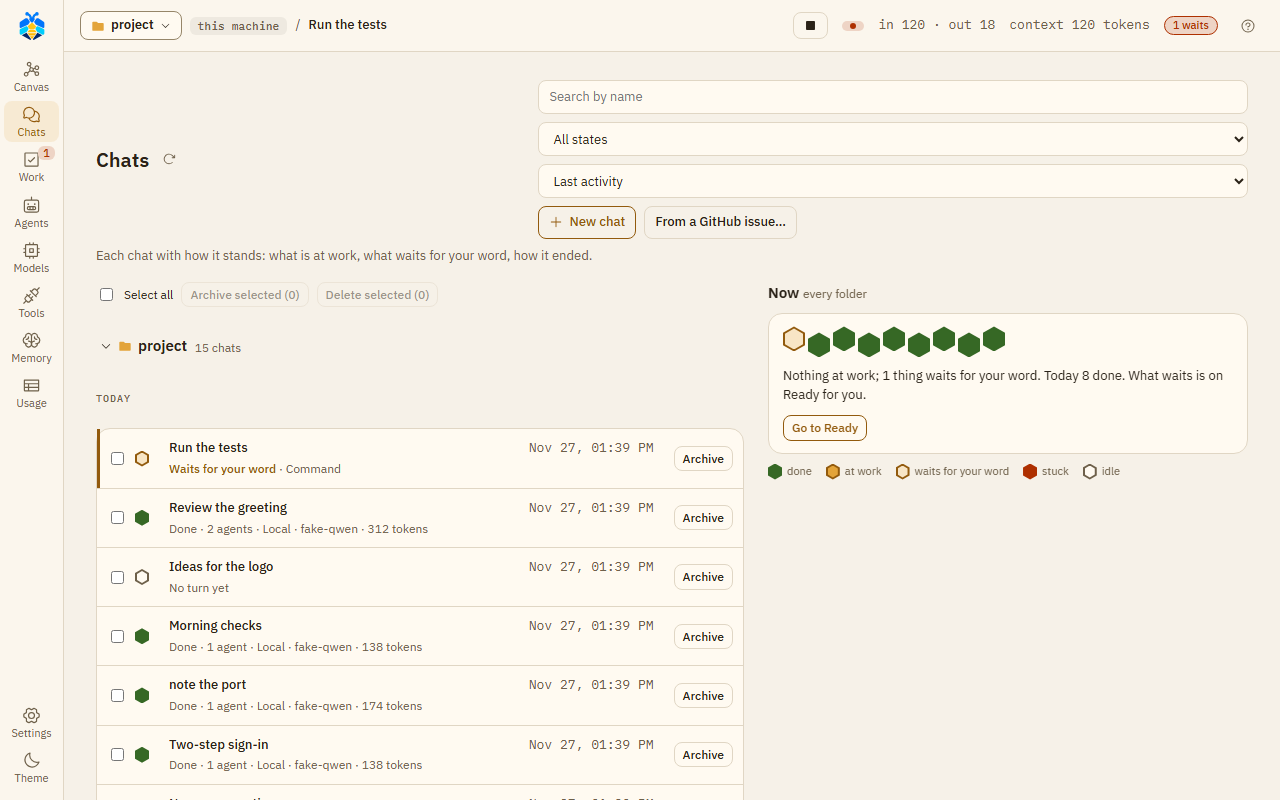 project
this machine / Run the tests
in 120 · out 18 context 120 tokens
1 waits
Canvas
Chats
1
Work
Agents
Models
Tools
Memory
Usage
Settings
Theme
Chats
Search by name
All states
Last activity
New chat
From a GitHub issue...
Each chat with how it stands: what is at work, what waits for your word, how it ended.
Select all
Archive selected (0)
Delete selected (0)
project 15 chats
TODAY
Run the tests Nov 27, 01:39 PM
Waits for your word · Command
Archive
Review the greeting Nov 27, 01:39 PM
Done · 2 agents · Local · fake-qwen · 312 tokens
Archive
Ideas for the logo Nov 27, 01:39 PM
No turn yet
Archive
Morning checks Nov 27, 01:39 PM
Done · 1 agent · Local · fake-qwen · 138 tokens
Archive
note the port Nov 27, 01:39 PM
Done · 1 agent · Local · fake-qwen · 174 tokens
Archive
Two-step sign-in Nov 27, 01:39 PM
Done · 1 agent · Local · fake-qwen · 138 tokens
Archive
Now every folder
Nothing at work; 1 thing waits for your word. Today 8 done. What waits is on
Ready for you.
Go to Ready
done at work waits for your word stuck idle